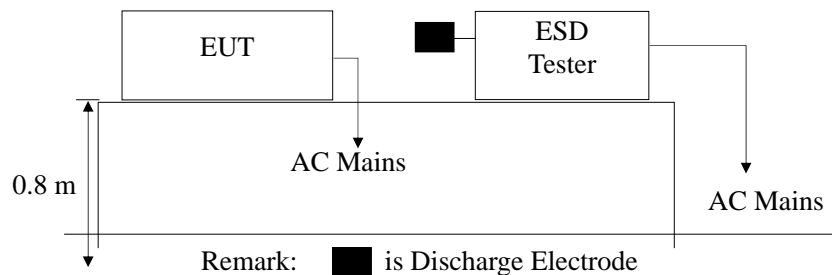 EUT
ESD
Tester
AC Mains
0.8 m
AC Mains
Remark: is Discharge Electrode